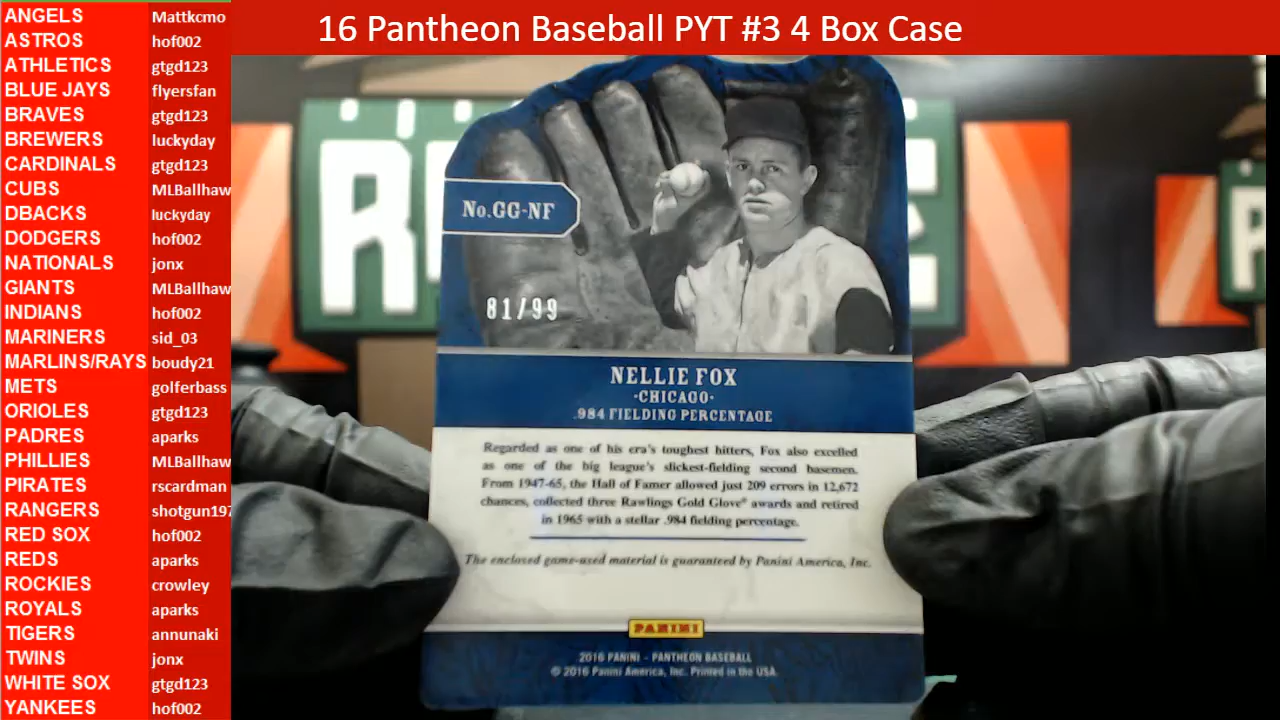 16 Pantheon Baseball PYT #3 4 Box Case
ANGELS Mattkcmo
ASTROS hof002
ATHLETICS gtgd123
BLUE JAYS flyersfan
BRAVES gtgd123
BREWERS luckyday
CARDINALS gtgd123
CUBS MLBallhaw
DBACKS luckyday
DODGERS hof002
NATIONALS jonx
GIANTS MLBallhaw
INDIANS hof002
MARINERS sid_03
MARLINS/RAYS boudy21
METS golferbass
ORIOLES gtgd123
PADRES aparks
PHILLIES MLBallhaw
PIRATES rscardman
RANGERS shotgun197
RED SOX hof002
REDS aparks
ROCKIES crowley
ROYALS aparks
TIGERS annunaki
TWINS jonx
WHITE SOX gtgd123
YANKEES hof002
No.GG-NF
81/99
NELLIE FOX
·CHICAGO·
.984 FIELDING PERCENTAGE
Regarded as one of his era's toughest hitters, Fox also excelled
as one of the big league's slickest-fielding second basemen.
From 1947-65, the Hall of Famer allowed just 209 errors in 12,672
chances, collected three Rawlings Gold Glove® awards and retired
in 1965 with a stellar .984 fielding percentage.
The enclosed game-used material is guaranteed by Panini America, Inc.
PANINI
2016 PANINI - PANTHEON BASEBALL
© 2016 Panini America, Inc. Printed in the USA.